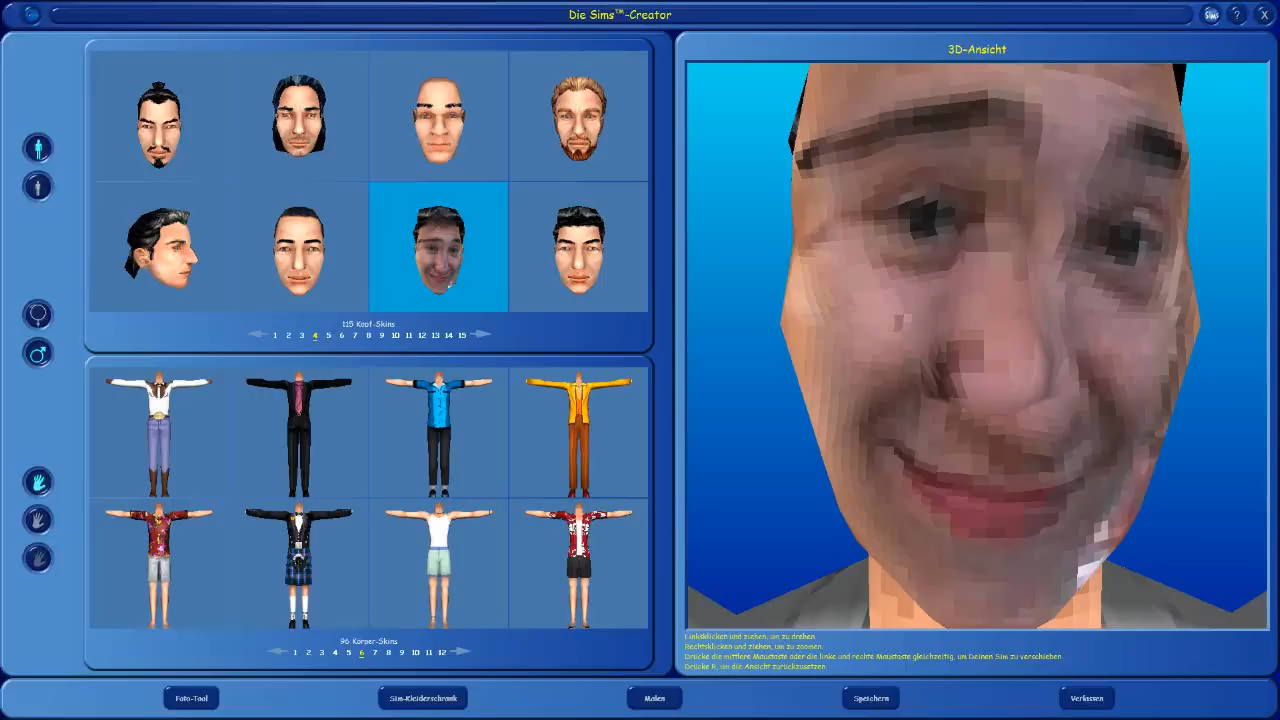 Die Sims™-Creator
SIMS
?
X
3D-Ansicht
115 Kopf-Skins
1 2 3 4 5 6 7 8 9 10 11 12 13 14 15
96 Körper-Skins
1 2 3 4 5 6 7 8 9 10 11 12
Linksklicken und ziehen, um zu drehen.
Rechtsklicken und ziehen, um zu zoomen.
Drücke die mittlere Maustaste oder die linke und rechte Maustaste gleichzeitig, um Deinen Sim zu verschieben.
Drücke R, um die Ansicht zurückzusetzen.
Foto-Tool
Sim-Kleiderschrank
Malen
Speichern
Verlassen